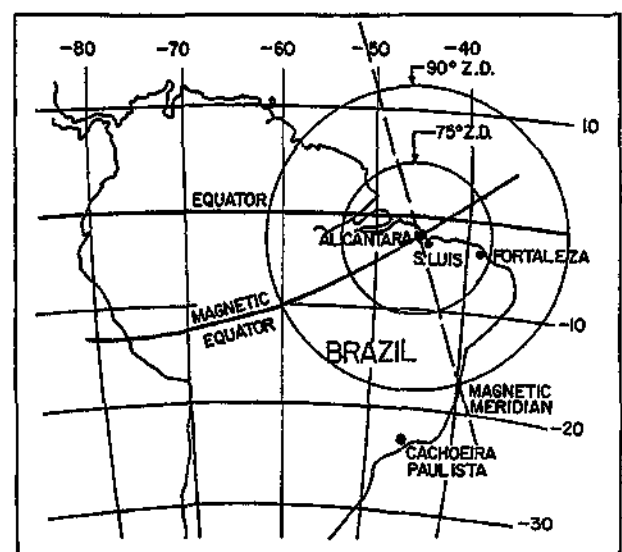 -80 -70 -60 -50 -40
90° Z.D.
75° Z.D.
10
EQUATOR
ALCANTARA
S.LUIS
FORTALEZA
MAGNETIC
EQUATOR
-10
BRAZIL
MAGNETIC
MERIDIAN
-20
CACHOEIRA
PAULISTA
-30